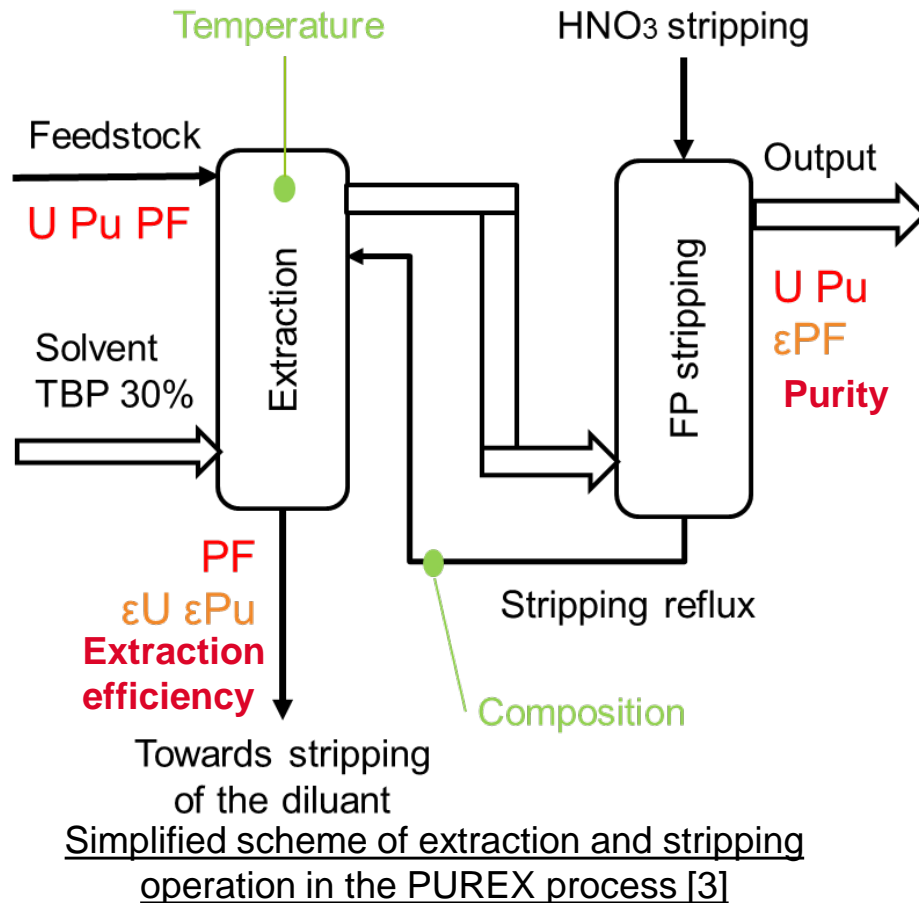 Temperature
HNO3 stripping
Feedstock
Output
U Pu PF
Extraction
FP stripping
U Pu
εPF
Purity
Solvent
TBP 30%
PF
εU εPu
Extraction
efficiency
Stripping reflux
Composition
Towards stripping
of the diluant
Simplified scheme of extraction and stripping
operation in the PUREX process [3]